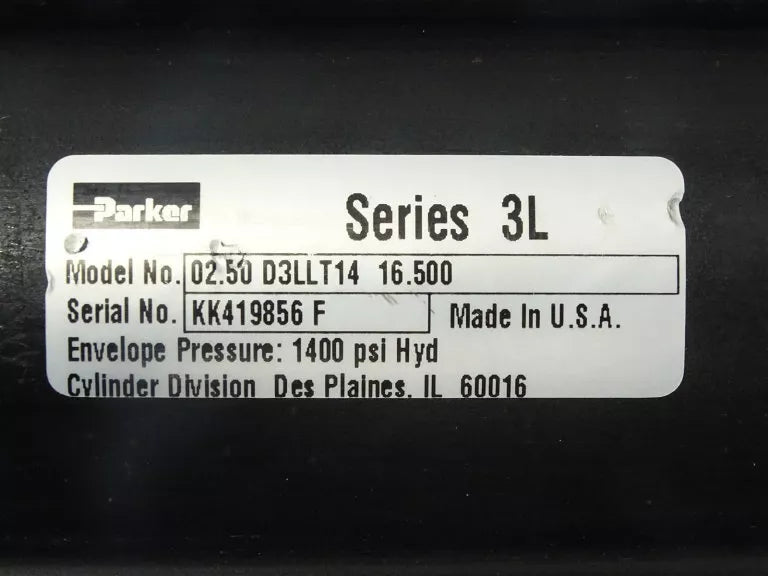 Parker
Series 3L
Model No. 02.50 D3LLT14 16.500
Serial No. KK419856 F Made In U.S.A.
Envelope Pressure: 1400 psi Hyd
Cylinder Division Des Plaines, IL 60016